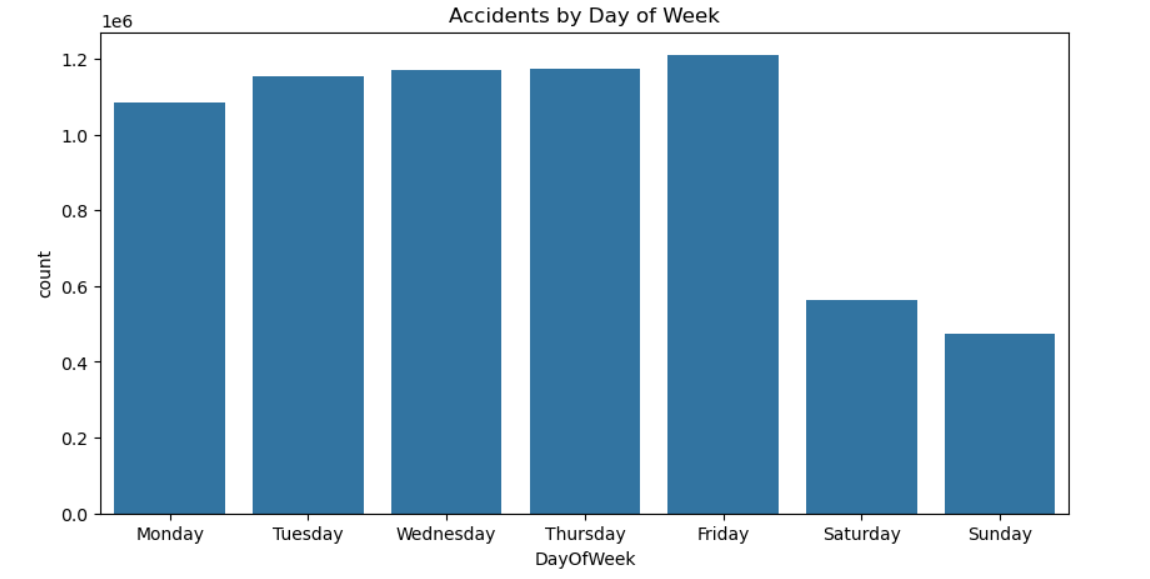 Accidents by Day of Week
1e6
1.2
1.0
0.8
0.6
0.4
0.2
0.0
count
Monday Tuesday Wednesday Thursday Friday Saturday Sunday
DayOfWeek